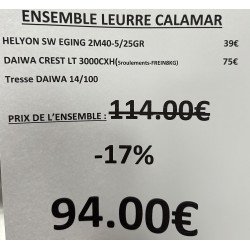 ENSEMBLE LEURRE CALAMAR
HELYON SW EGING 2M40-5/25GR 39€
DAIWA CREST LT 3000CXH(5roulements-FREINBKG) 75€
Tresse DAIWA 14/100
PRIX DE L'ENSEMBLE : 114.00€
-17%
94.00€